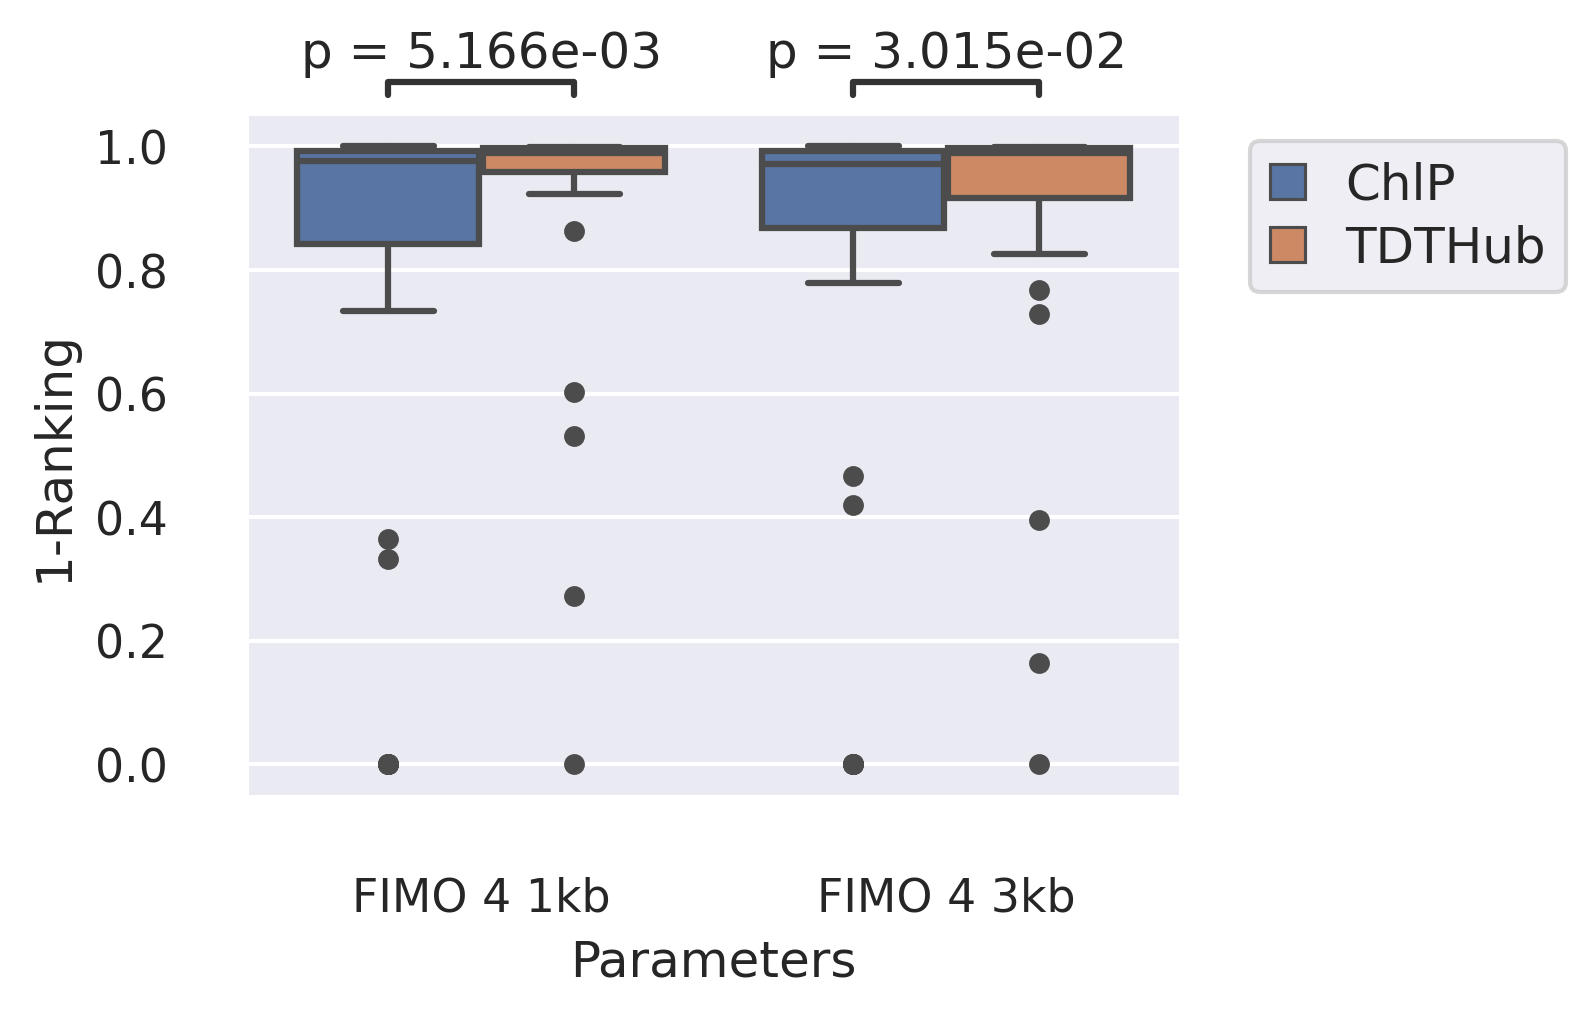 p = 5.166e-03 p = 3.015e-02
1.0
0.8
0.6
0.4
0.2
0.0
1-Ranking
ChlP
TDTHub
FIMO 4 1kb FIMO 4 3kb
Parameters